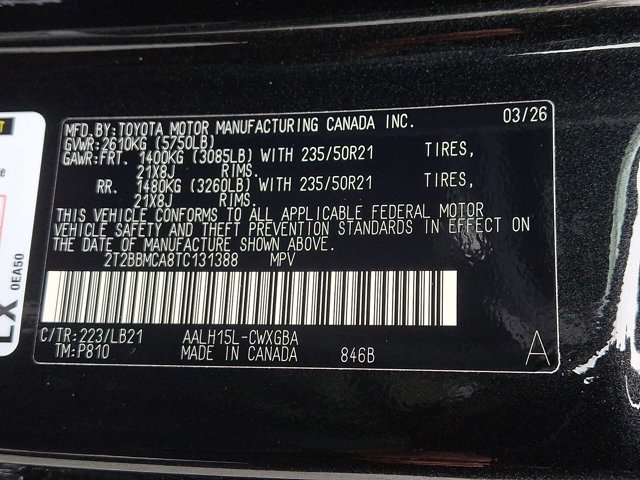 MFD.BY:TOYOTA MOTOR MANUFACTURING CANADA INC. 03/26
GVWR:2610KG (5750LB)
GAWR:FRT. 1400KG (3085LB) WITH 235/50R21 TIRES,
21X8J RIMS.
RR. 1480KG (3260LB) WITH 235/50R21 TIRES,
21X8J RIMS.
THIS VEHICLE CONFORMS TO ALL APPLICABLE FEDERAL MOTOR
VEHICLE SAFETY AND THEFT PREVENTION STANDARDS IN EFFECT ON
THE DATE OF MANUFACTURE SHOWN ABOVE.
2T2BBMCA8TC131388 MPV
C/TR:223/LB21 AALH15L-CWXGBA
TM:P810 MADE IN CANADA 846B A
0EA50